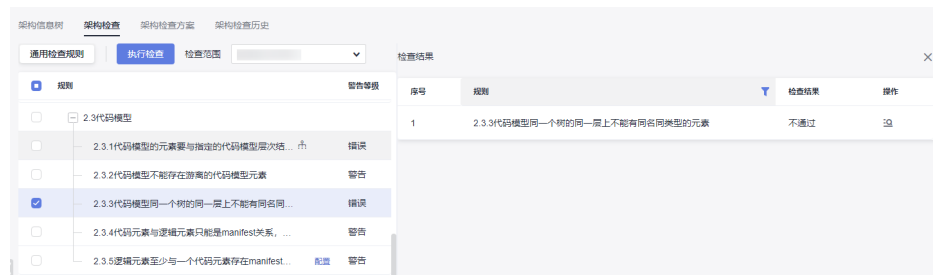 架构信息树 架构检查 架构检查方案 架构检查历史
通用检查规则 执行检查 检查范围
检查结果
规则 警告等级
序号 规则 检查结果 操作
2.3代码模型
1 2.3.3代码模型同一个树的同一层上不能有同名同类型的元素 不通过
2.3.1代码模型的元素要与指定的代码模型层次结... 错误
2.3.2代码模型不能存在游离的代码模型元素 警告
2.3.3代码模型同一个树的同一层上不能有同名同... 错误
2.3.4代码元素与逻辑元素只能是manifest关系，... 警告
2.3.5逻辑元素至少与一个代码元素存在manifest... 配置 警告